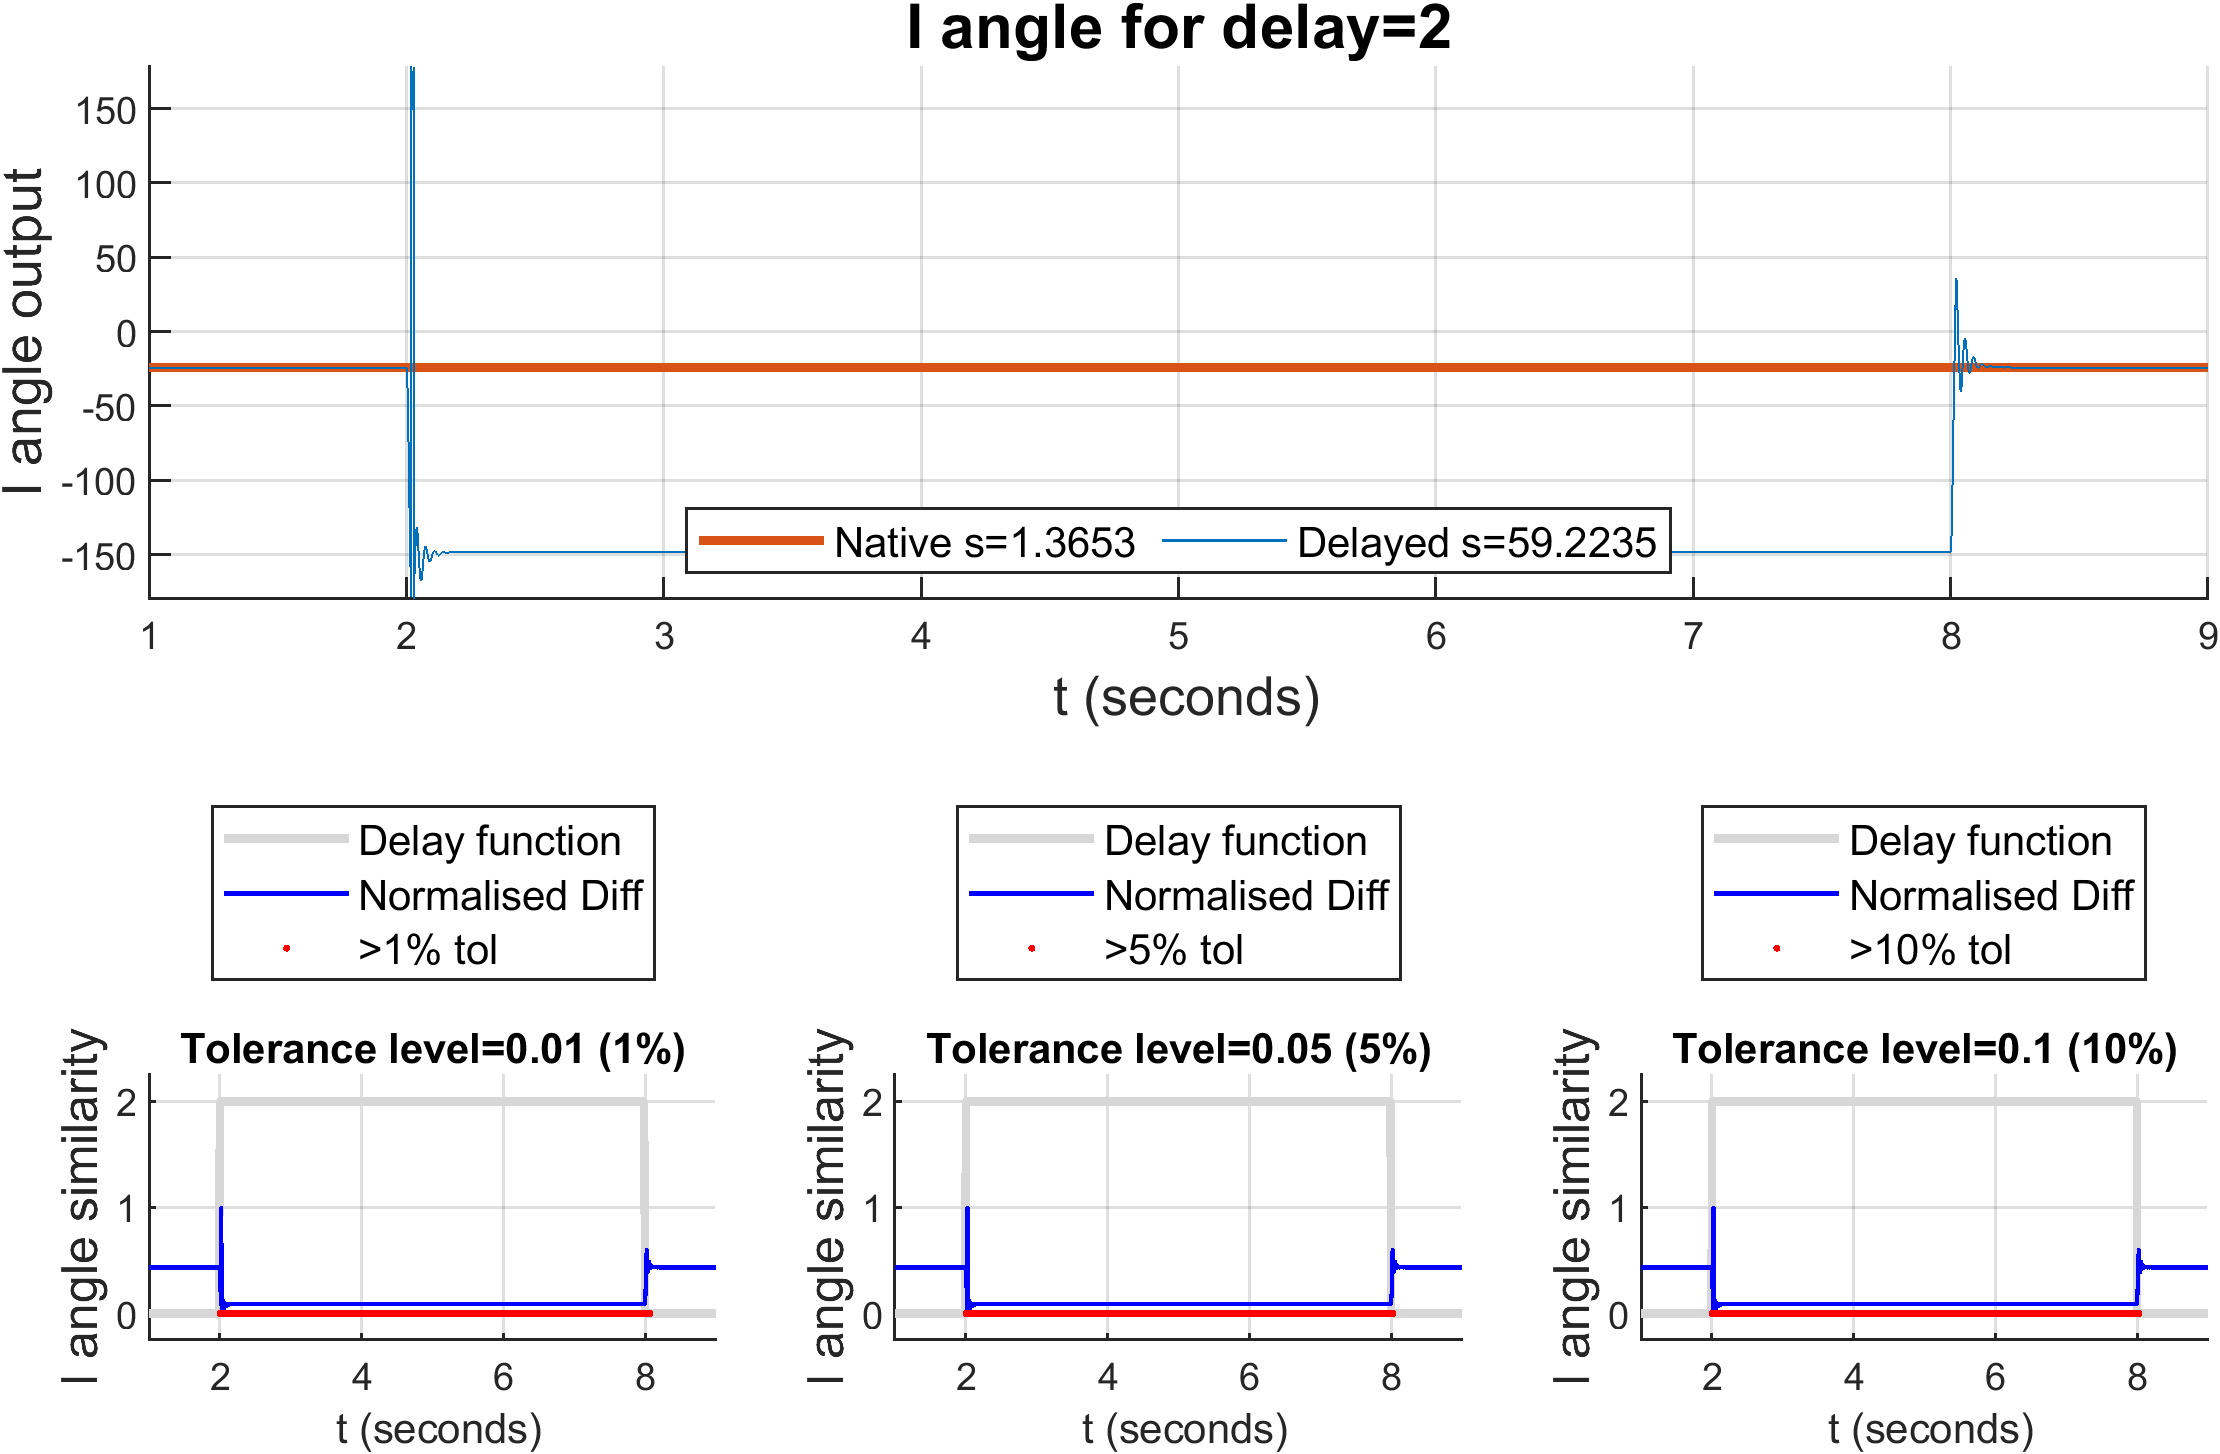 I angle for delay=2
I angle output
150
100
50
0
-50
-100
-150
Native s=1.3653 Delayed s=59.2235
1 2 3 4 5 6 7 8 9
t (seconds)
Delay function
Normalised Diff
>1% tol
Delay function
Normalised Diff
>5% tol
Delay function
Normalised Diff
>10% tol
Tolerance level=0.01 (1%)
I angle similarity
2
1
0
2 4 6 8
t (seconds)
Tolerance level=0.05 (5%)
I angle similarity
2
1
0
2 4 6 8
t (seconds)
Tolerance level=0.1 (10%)
I angle similarity
2
1
0
2 4 6 8
t (seconds)